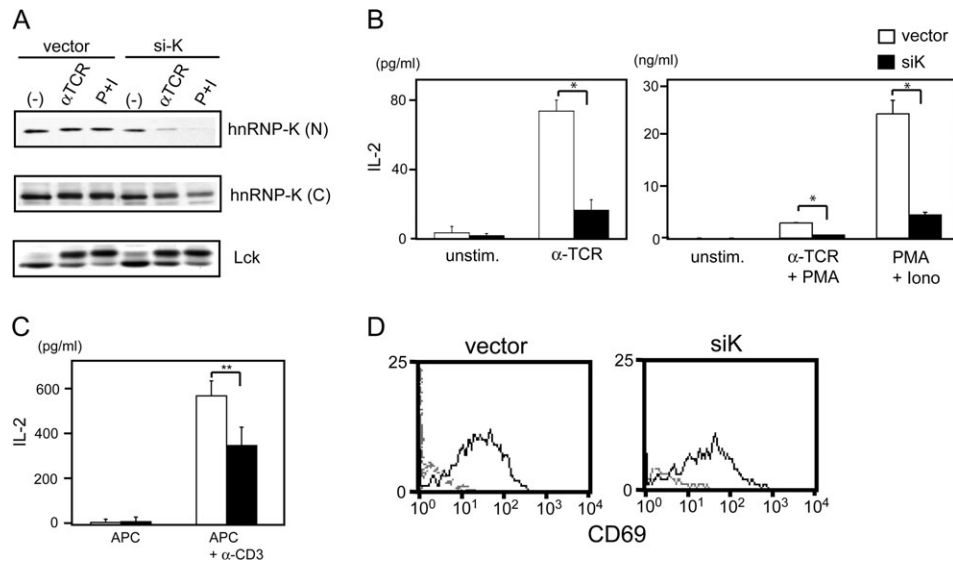 A
vector si-K
(-) αTCR P+I (-) αTCR P+I
hnRNP-K (N)
hnRNP-K (C)
Lck
B
vector
siK
(pg/ml)
80
40
0
IL-2
*
unstim. α-TCR
(ng/ml)
30
20
10
0
*
*
unstim. α-TCR + PMA PMA + Iono
C
(pg/ml)
600
400
200
0
IL-2
**
APC APC + α-CD3
D
vector siK
25 25
0 0
10⁰ 10¹ 10² 10³ 10⁴ 10⁰ 10¹ 10² 10³ 10⁴
CD69